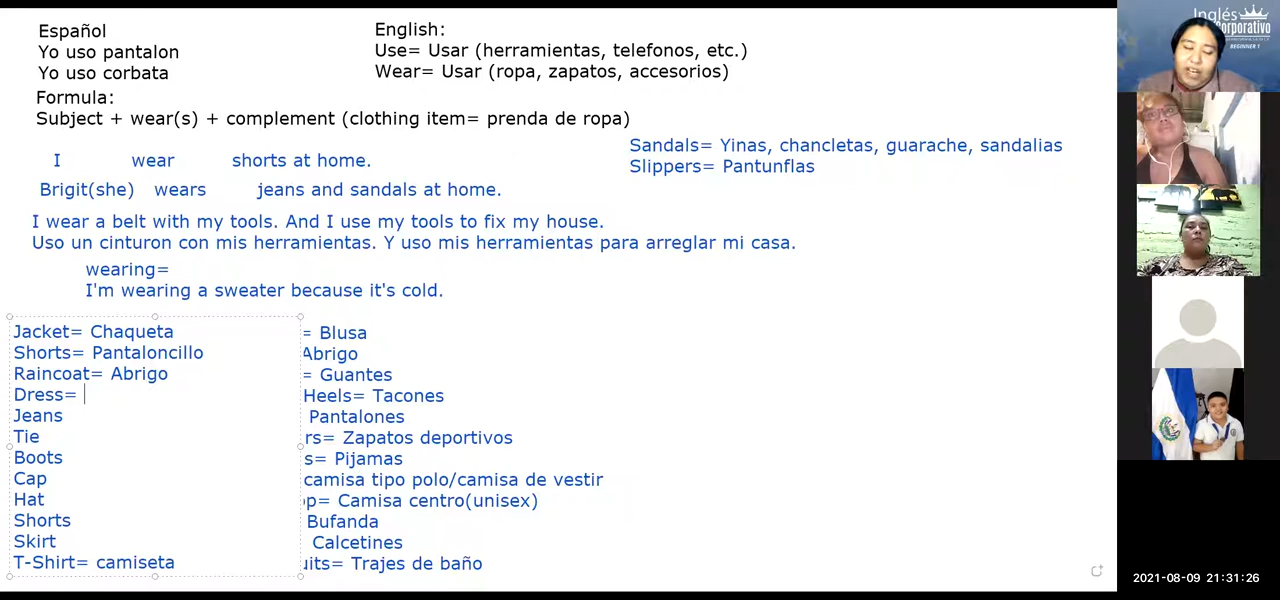 Español
Yo uso pantalon
Yo uso corbata
English:
Use= Usar (herramientas, telefonos, etc.)
Wear= Usar (ropa, zapatos, accesorios)
Formula:
Subject + wear(s) + complement (clothing item= prenda de ropa)
I wear shorts at home.
Brigit(she) wears jeans and sandals at home.
Sandals= Yinas, chancletas, guarache, sandalias
Slippers= Pantunflas
I wear a belt with my tools. And I use my tools to fix my house.
Uso un cinturon con mis herramientas. Y uso mis herramientas para arreglar mi casa.
wearing=
I'm wearing a sweater because it's cold.
Jacket= Chaqueta
Shorts= Pantaloncillo
Raincoat= Abrigo
Dress=
Jeans
Tie
Boots
Cap
Hat
Shorts
Skirt
T-Shirt= camiseta
= Blusa
Abrigo
= Guantes
Heels= Tacones
Pantalones
rs= Zapatos deportivos
s= Pijamas
camisa tipo polo/camisa de vestir
op= Camisa centro(unisex)
Bufanda
Calcetines
uits= Trajes de baño
Inglés
orporativo
BEGINNER 1
2021-08-09 21:31:26